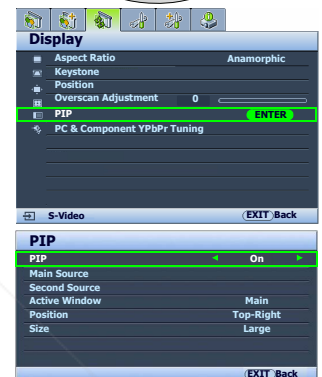 Display
Aspect Ratio Anamorphic
Keystone
Position
Overscan Adjustment 0
PIP ENTER
PC & Component YPbPr Tuning
S-Video EXIT Back
PIP
PIP On
Main Source
Second Source
Active Window Main
Position Top-Right
Size Large
EXIT Back